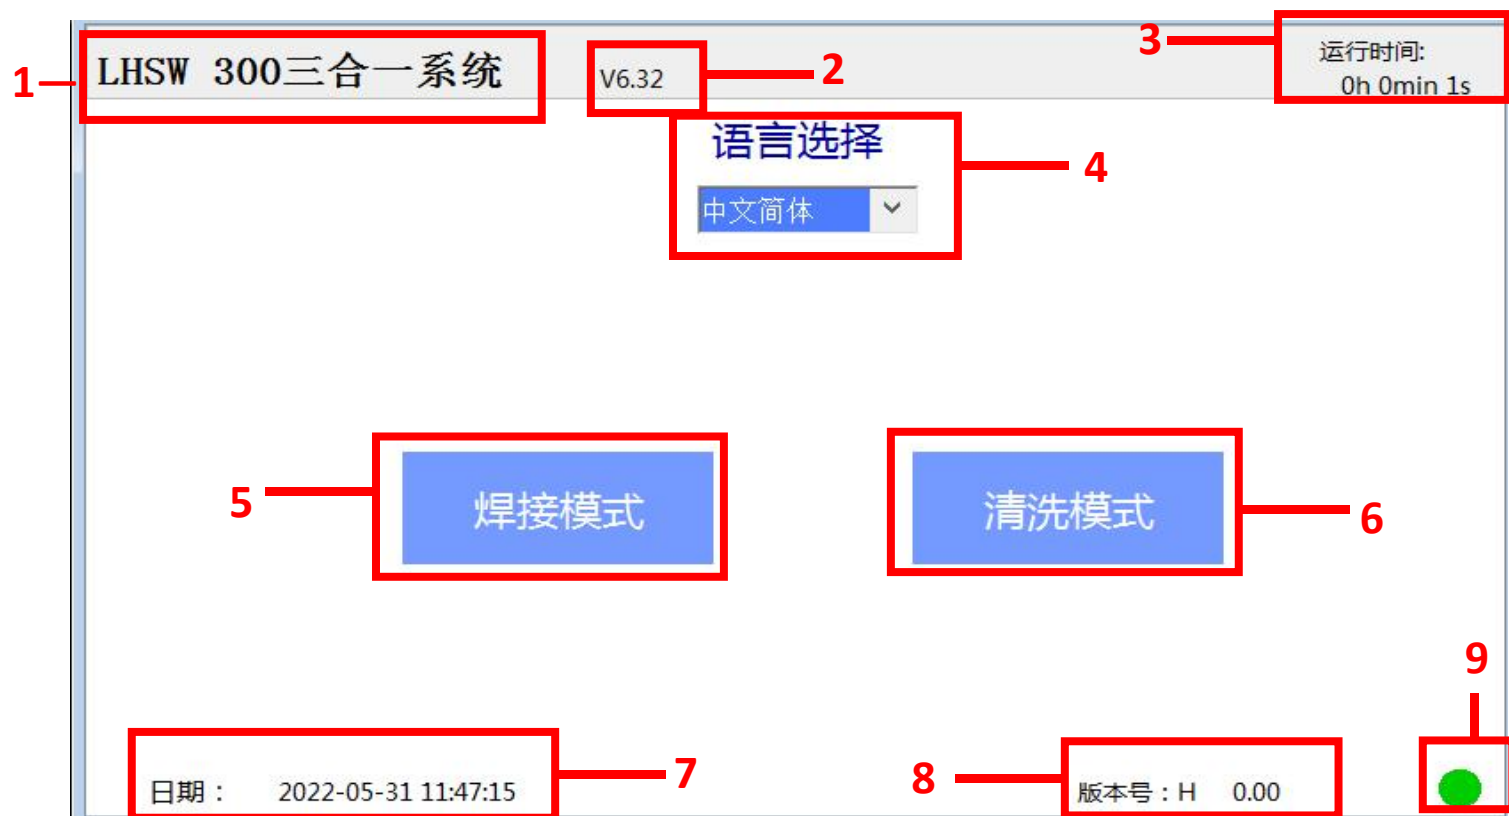 1
LHSW 300三合一系统
V6.32
2
3
运行时间:
0h 0min 1s
语言选择
中文简体
4
5
焊接模式
清洗模式
6
日期： 2022-05-31 11:47:15
7
8
版本号：H 0.00
9